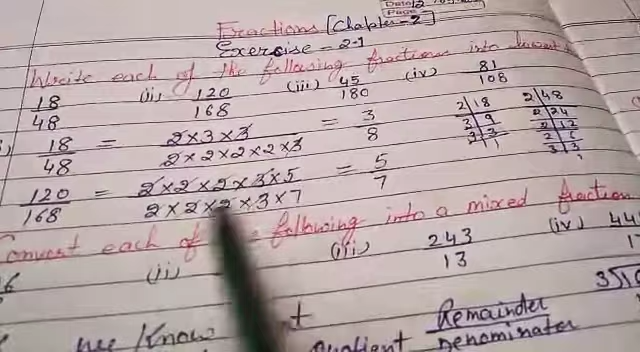 Date 12
Page
Fractions [Chapter-2]
Exercise = 2.1
Write each of the following fractions into lowest
18/48 (ii) 120/168 (iii) 45/180 (iv) 81/108
18/48 = 2×3×3 / 2×2×2×2×3 = 3/8
120/168 = 2×2×2×3×5 / 2×2×2×3×7 = 5/7
2 18
3 9
3
1
2 48
2 24
2 12
2 6
3 3
1
Convert each of following into a mixed fraction
(ii) (iii) 243/13 (iv)
we Know
Quotient Remainder/Denominator